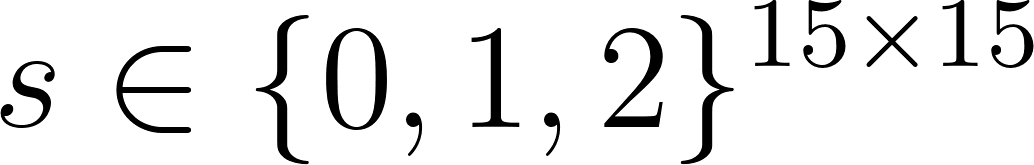 s ∈ {0, 1, 2}^{15×15}